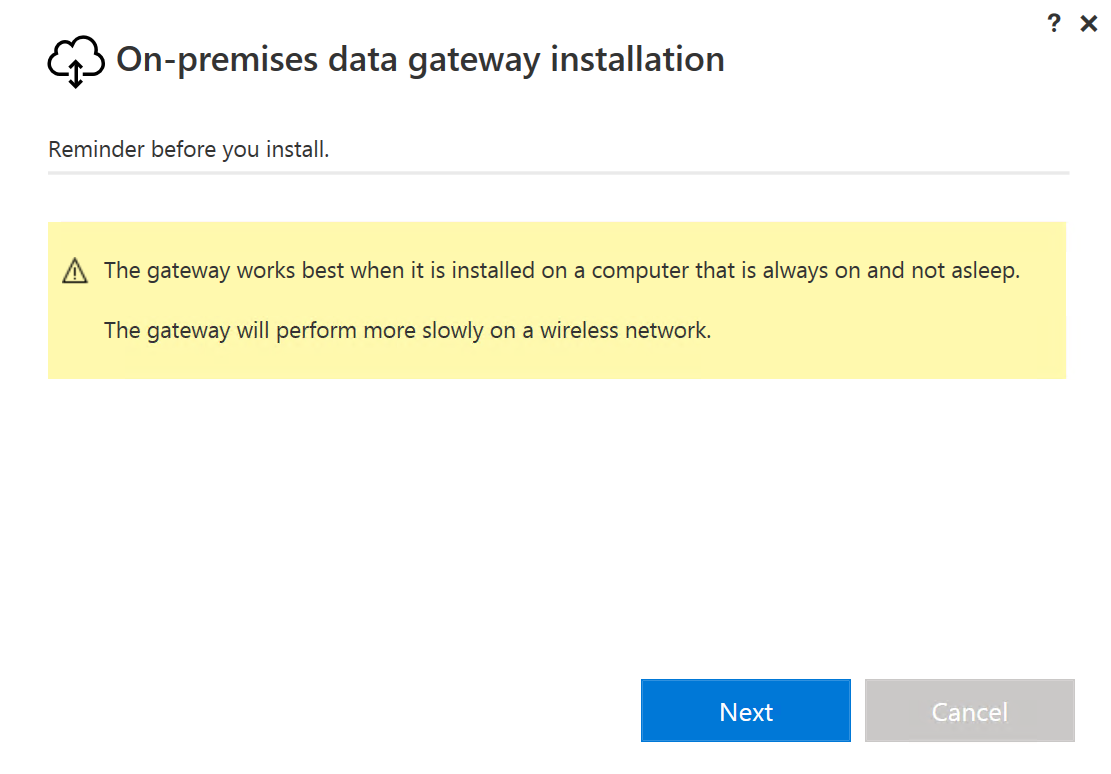 ? ×
On-premises data gateway installation
Reminder before you install.
The gateway works best when it is installed on a computer that is always on and not asleep.
The gateway will perform more slowly on a wireless network.
Next Cancel